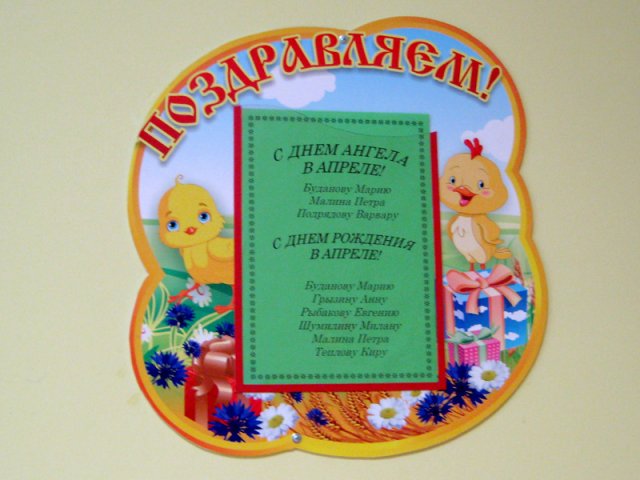 ПОЗДРАВЛЯЕМ!
С ДНЕМ АНГЕЛА
В АПРЕЛЕ!
Буданову Марию
Малина Петра
Подрядову Варвару
С ДНЕМ РОЖДЕНИЯ
В АПРЕЛЕ!
Буданову Марию
Грызину Анну
Рыбакову Евгению
Шумилину Милану
Малина Петра
Теплову Киру